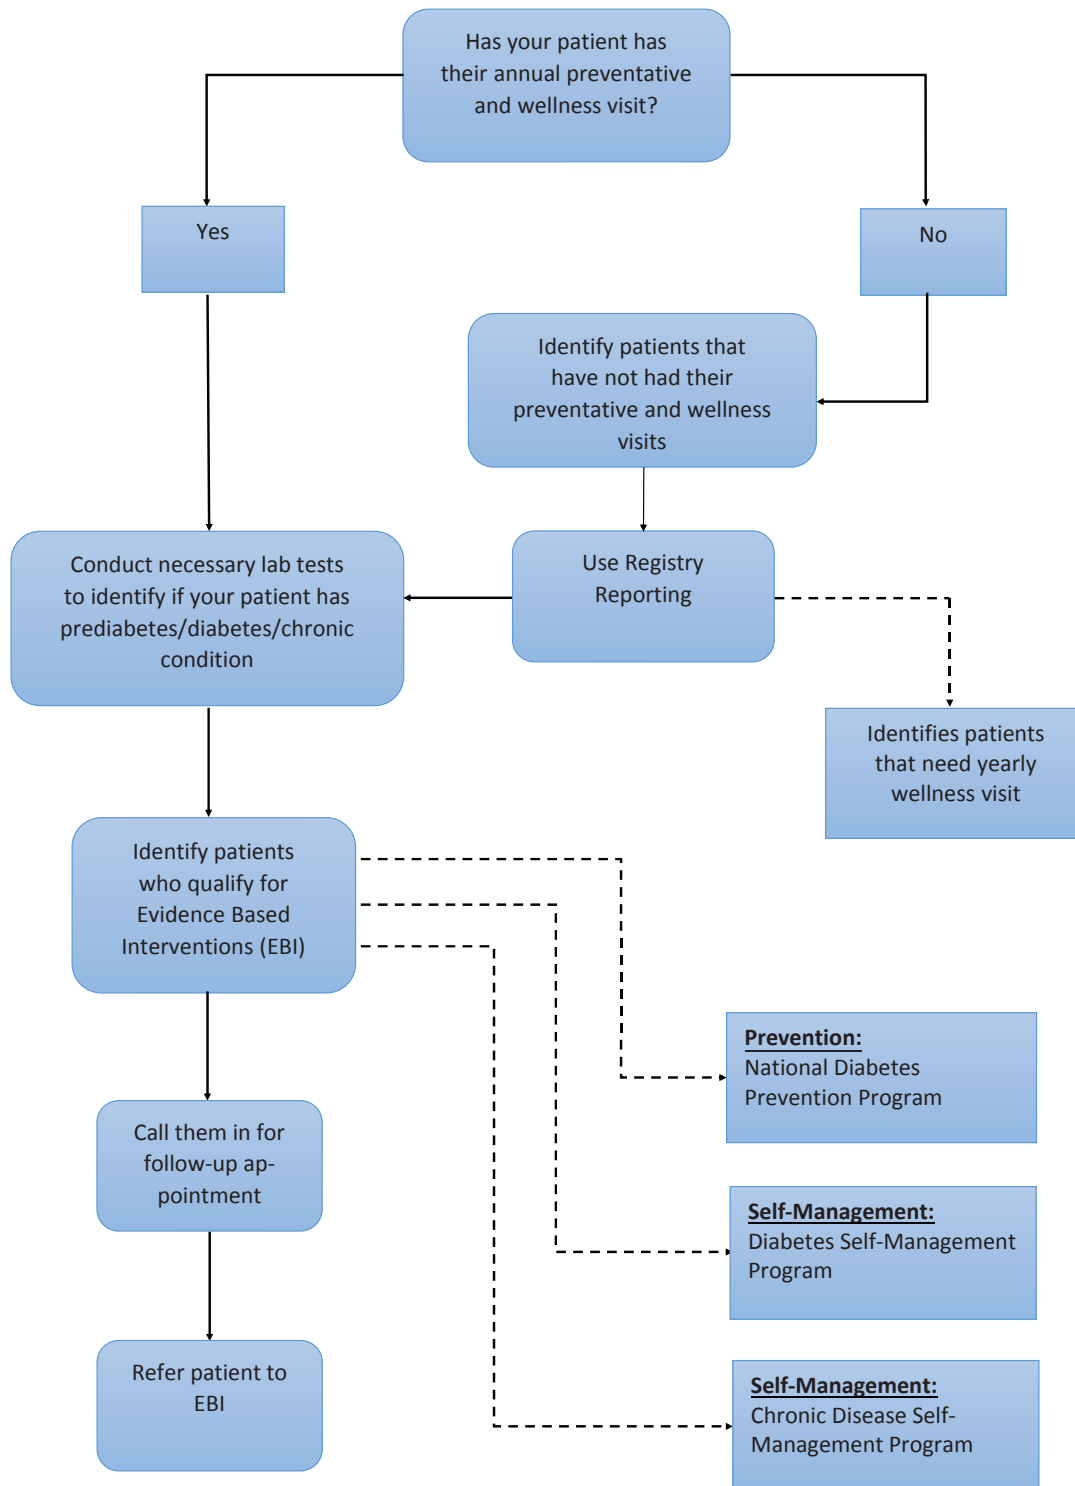 Has your patient has
their annual preventative
and wellness visit?
Yes
No
Identify patients that
have not had their
preventative and wellness
visits
Conduct necessary lab tests
to identify if your patient has
prediabetes/diabetes/chronic
condition
Use Registry
Reporting
Identifies patients
that need yearly
wellness visit
Identify patients
who qualify for
Evidence Based
Interventions (EBI)
Prevention:
National Diabetes
Prevention Program
Call them in for
follow-up ap-
pointment
Self-Management:
Diabetes Self-Management
Program
Refer patient to
EBI
Self-Management:
Chronic Disease Self-
Management Program